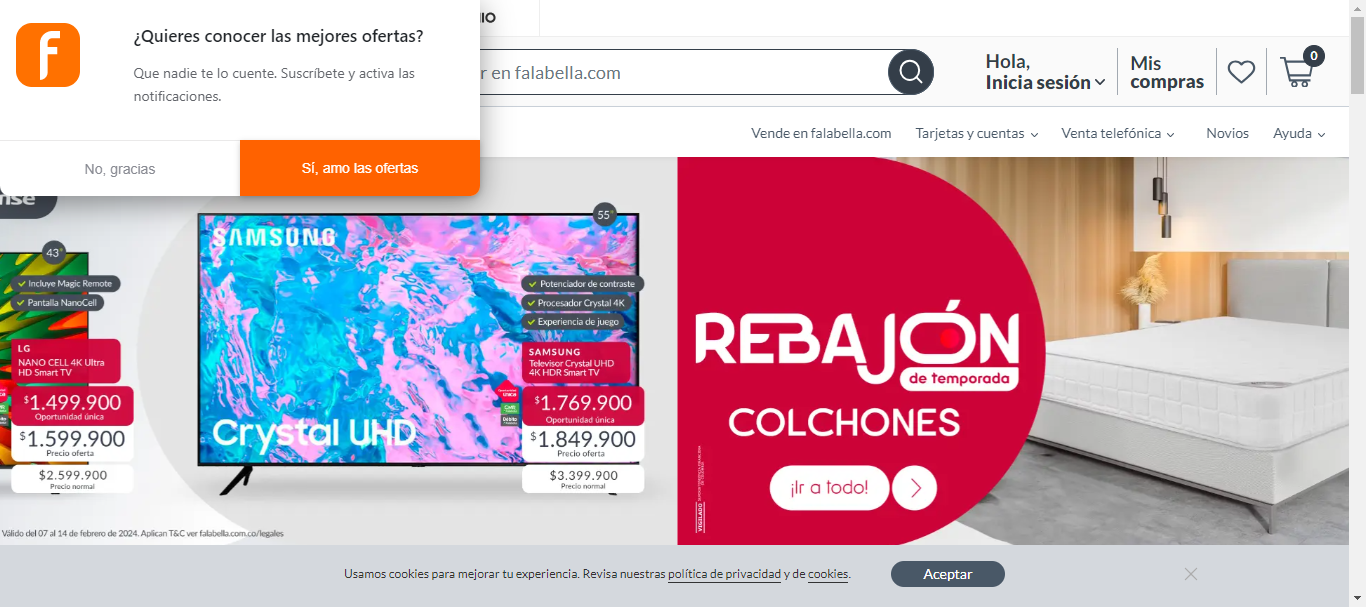 ¿Quieres conocer las mejores ofertas?
Que nadie te lo cuente. Suscríbete y activa las
notificaciones.
No, gracias
Sí, amo las ofertas
IO
r en falabella.com
Hola,
Inicia sesión
Mis
compras
0
Vende en falabella.com
Tarjetas y cuentas
Venta telefónica
Novios
Ayuda
nse
43"
Incluye Magic Remote
Pantalla NanoCell
LG
NANO CELL 4K Ultra
HD Smart TV
$1.499.900
Oportunidad única
$1.599.900
Precio oferta
$2.599.900
Precio normal
SAMSUNG
Crystal UHD
55"
Potenciador de contraste
Procesador Crystal 4K
Experiencia de juego
SAMSUNG
Televisor Crystal UHD
4K HDR Smart TV
$1.769.900
Oportunidad única
$1.849.900
Precio oferta
$3.399.900
Precio normal
Válido del 07 al 14 de febrero de 2024. Aplican T&C ver falabella.com.co/legales
REBAJÓN
de temporada
COLCHONES
¡Ir a todo!
VIGILADO
Usamos cookies para mejorar tu experiencia. Revisa nuestras política de privacidad y de cookies.
Aceptar